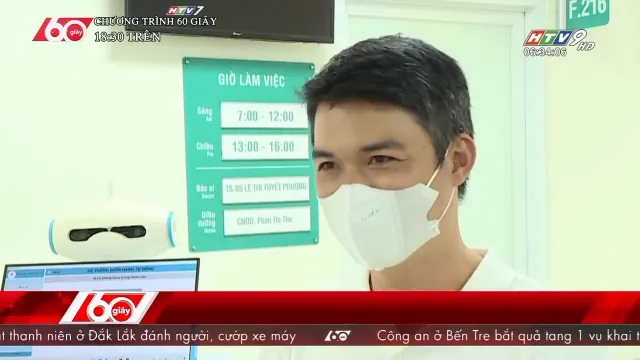 60 giây
HTV7
CHƯƠNG TRÌNH 60 GIÂY
18:30 TRÊN
F.216
HTV9 HD
06:34:06
GIỜ LÀM VIỆC
Sáng
7:00 - 12:00
Chiều
13:00 - 16:00
Bác sĩ
TS.BS LÊ THỊ TUYẾT PHƯỢNG
Điều dưỡng
CNĐD. Phan Thị Thu
60 giây
ắt thanh niên ở Đắk Lắk đánh người, cướp xe máy
60 giây
Công an ở Bến Tre bắt quả tang 1 vụ khai t